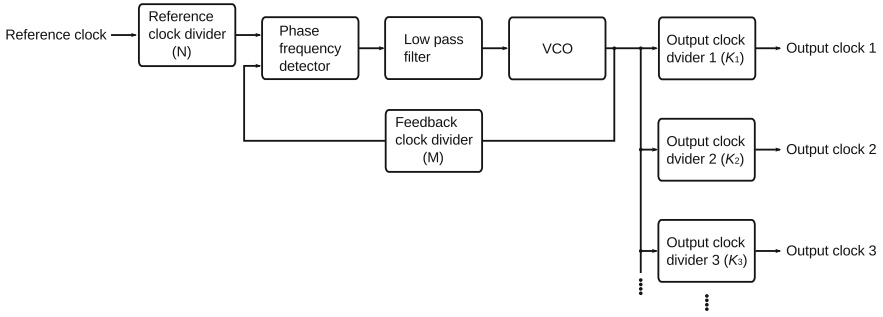 Reference clock
Reference
clock divider
(N)
Phase
frequency
detector
Low pass
filter
VCO
Output clock
dvider 1 (K1)
Output clock 1
Feedback
clock divider
(M)
Output clock
dvider 2 (K2)
Output clock 2
Output clock
divider 3 (K3)
Output clock 3